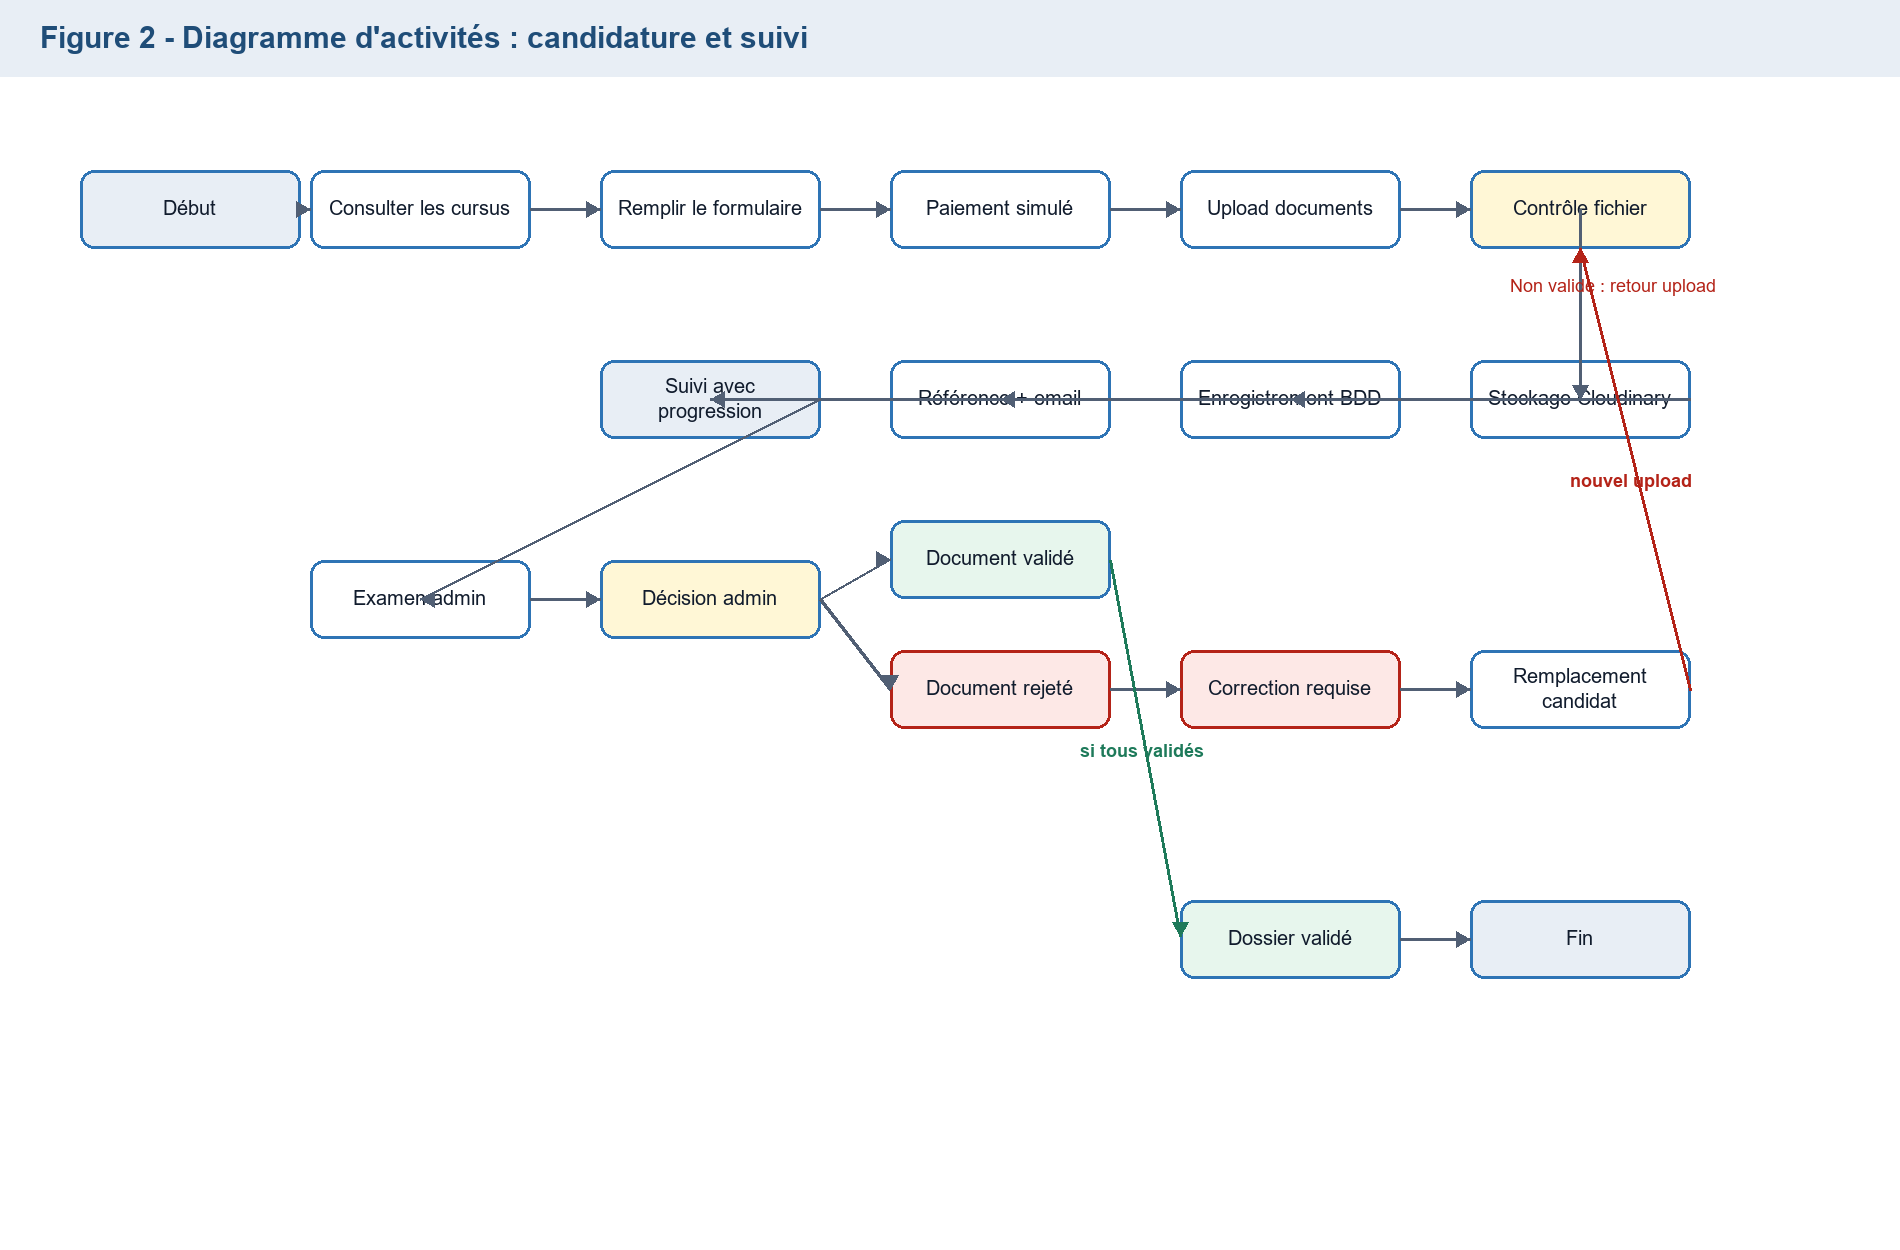 Figure 2 - Diagramme d'activités : candidature et suivi
Début
Consulter les cursus
Remplir le formulaire
Paiement simulé
Upload documents
Contrôle fichier
Non valide : retour upload
Suivi avec
progression
Référence + email
Enregistrement BDD
Stockage Cloudinary
nouvel upload
Examen admin
Décision admin
Document validé
Document rejeté
Correction requise
Remplacement
candidat
si tous validés
Dossier validé
Fin